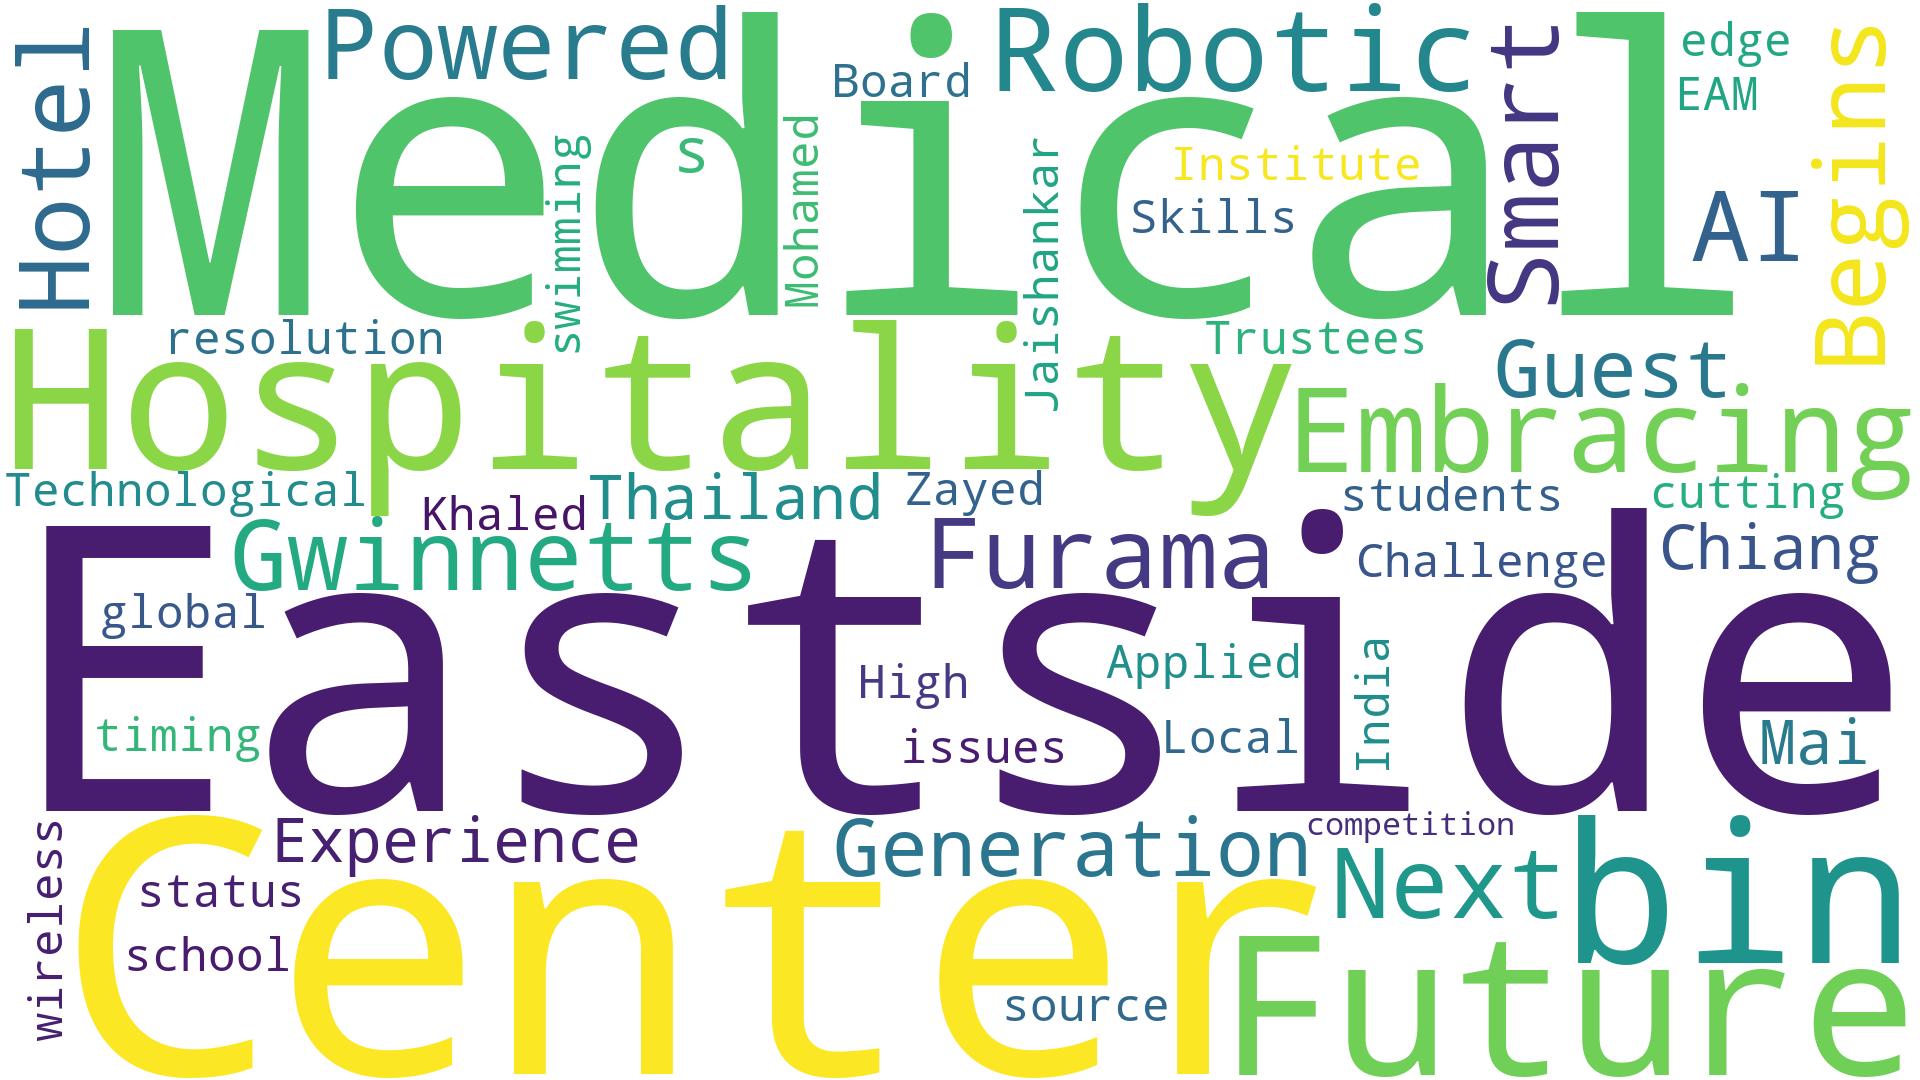 Hotel
Medical
Powered
Board
Robotic
Smart
edge
EAM
Begins
swimming
s
Mohamed
Jaishankar
Institute
Skills
AI
resolution
Hospitality
Trustees
Guest
Embracing
Technological
Khaled
Thailand
Zayed
students
cutting
Gwinnetts
Furama
Challenge
Chiang
Eastside
global
High
Applied
India
timing
issues
Local
Mai
wireless
Center
Experience
Generation
competition
Next
bin
status
school
source
Future